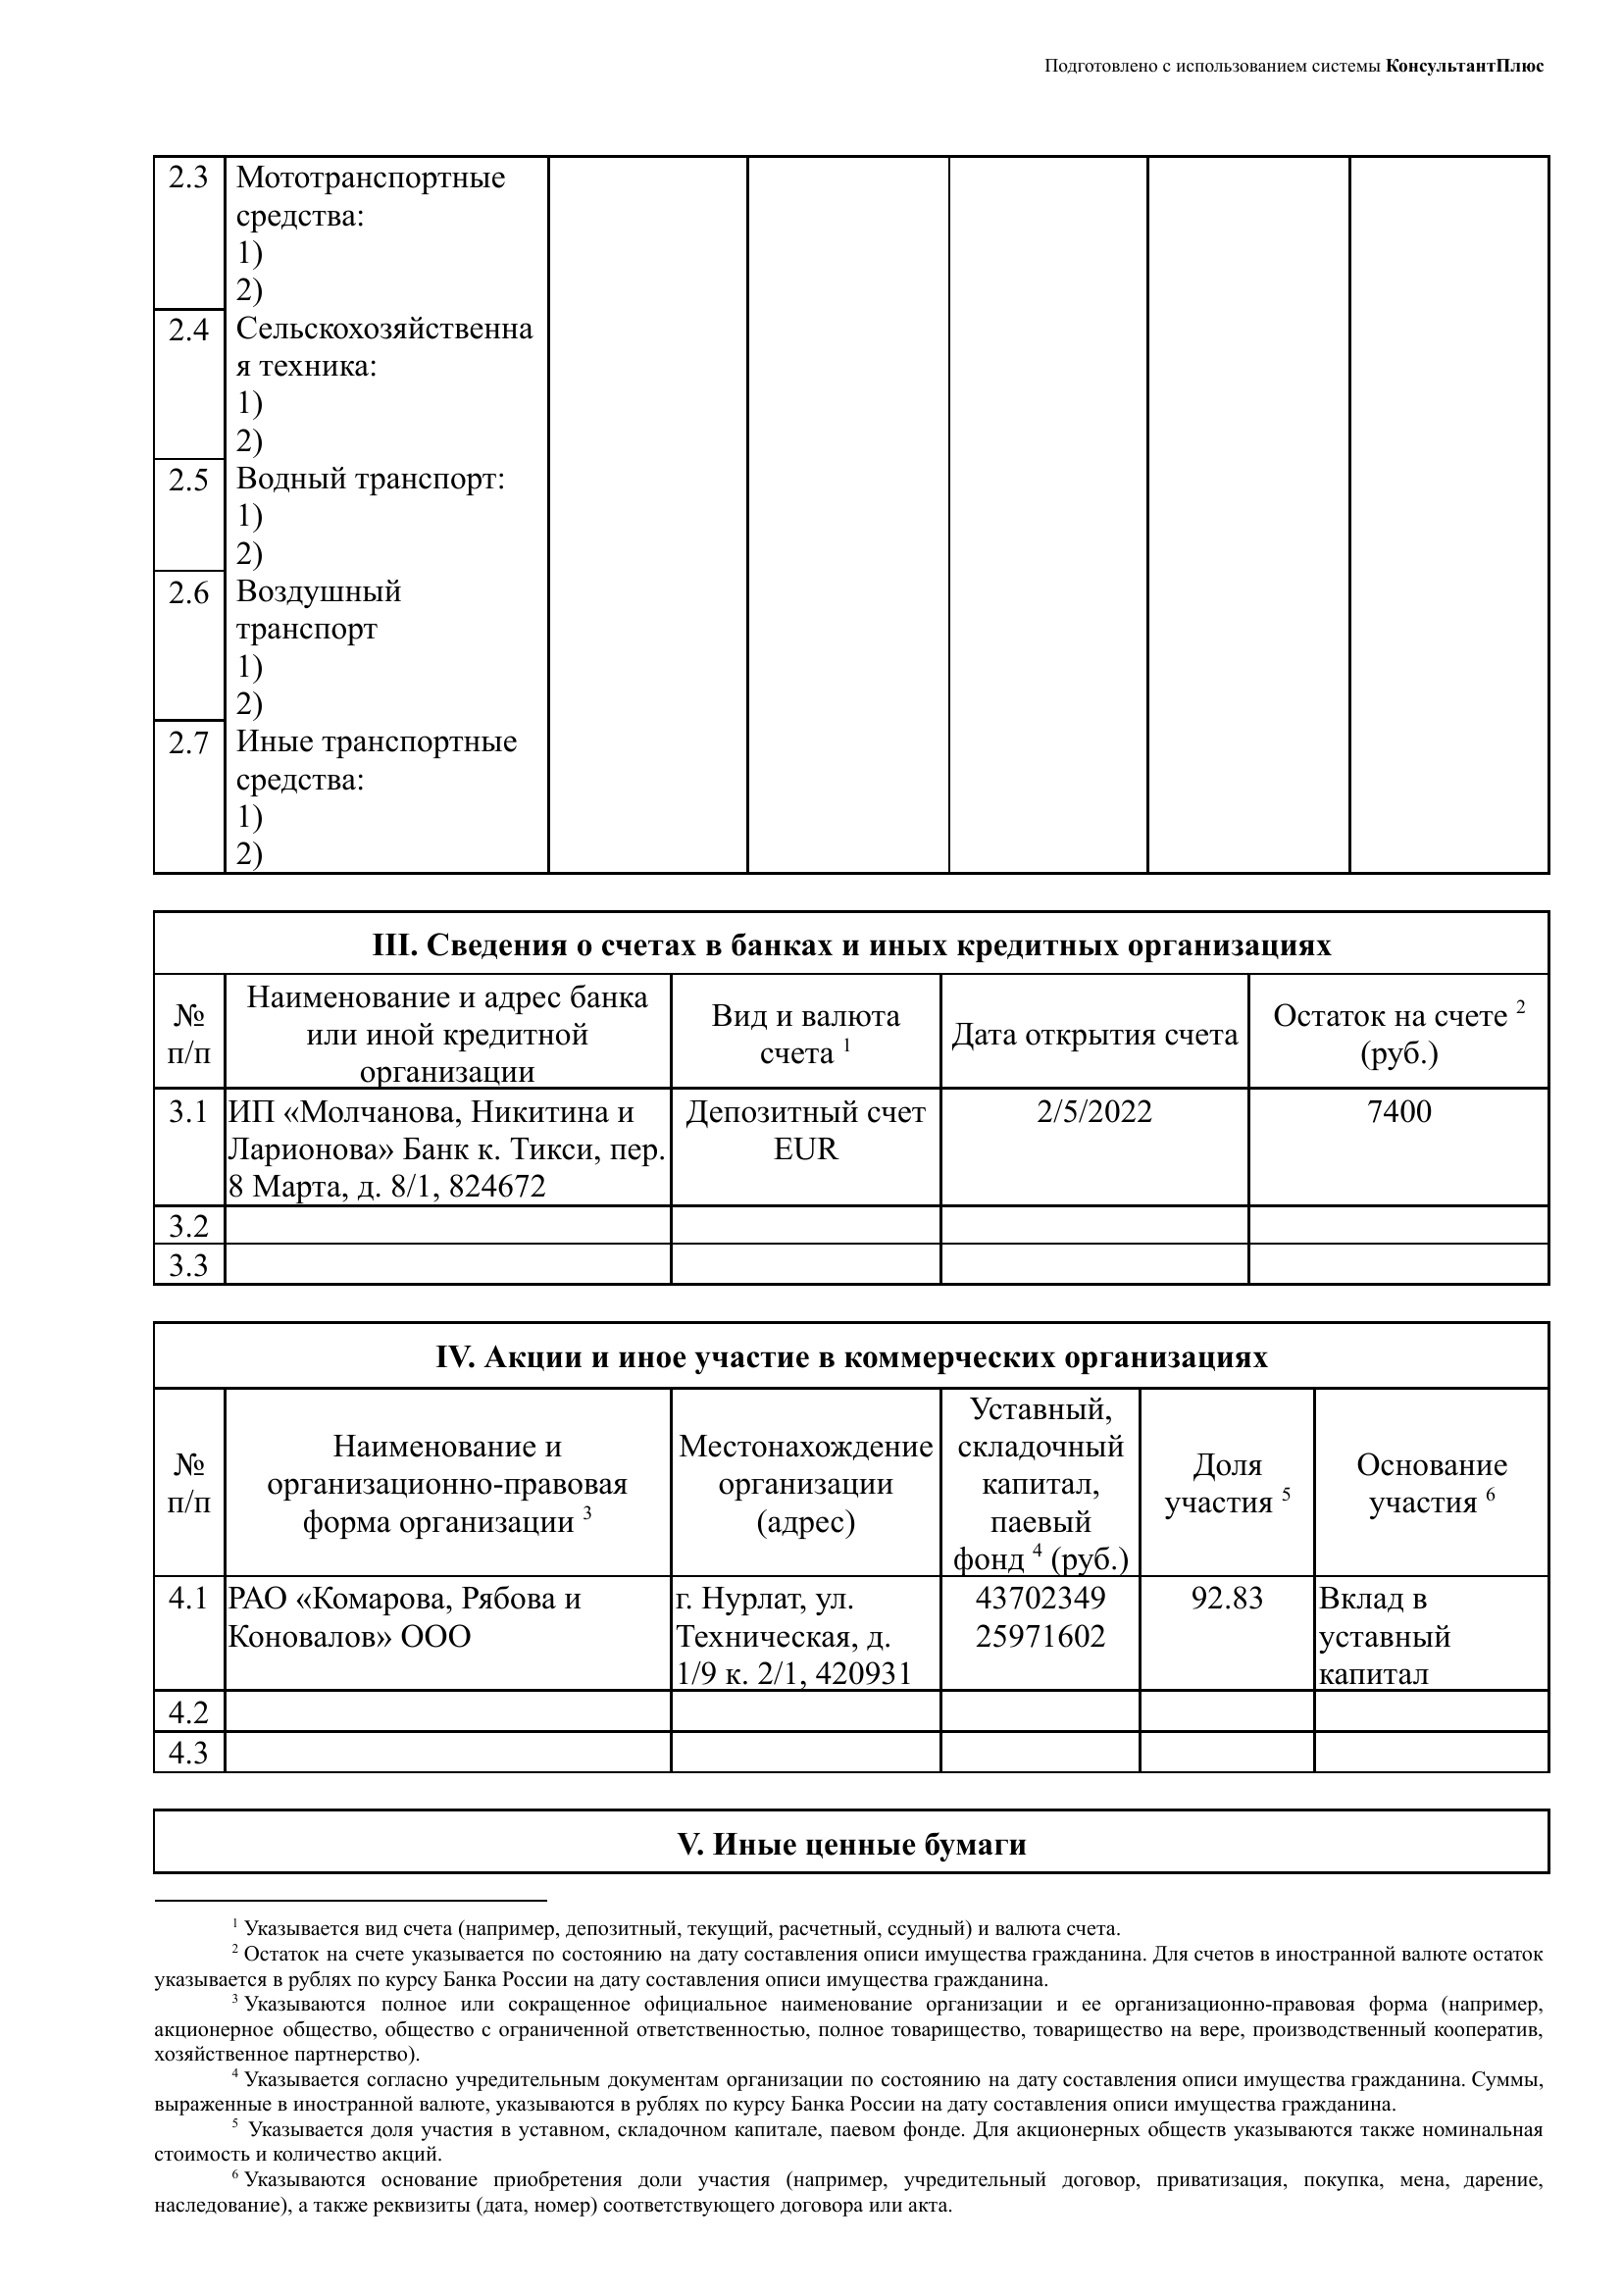 Подготовлено с использованием системы КонсультантПлюс
2.3 Мототранспортные
средства:
1)
2)
2.4 Сельскохозяйственна
я техника:
1)
2)
2.5 Водный транспорт:
1)
2)
2.6 Воздушный
транспорт
1)
2)
2.7 Иные транспортные
средства:
1)
2)
III. Сведения о счетах в банках и иных кредитных организациях
№
п/п
Наименование и адрес банка
или иной кредитной
организации
Вид и валюта
счета 1
Дата открытия счета
Остаток на счете 2
(руб.)
3.1
ИП «Молчанова, Никитина и
Ларионова» Банк к. Тикси, пер.
8 Марта, д. 8/1, 824672
Депозитный счет
EUR
2/5/2022
7400
3.2
3.3
IV. Акции и иное участие в коммерческих организациях
№
п/п
Наименование и
организационно-правовая
форма организации 3
Местонахождение
организации
(адрес)
Уставный,
складочный
капитал,
паевый
фонд 4 (руб.)
Доля
участия 5
Основание
участия 6
4.1
РАО «Комарова, Рябова и
Коновалов» ООО
г. Нурлат, ул.
Техническая, д.
1/9 к. 2/1, 420931
43702349
25971602
92.83
Вклад в
уставный
капитал
4.2
4.3
V. Иные ценные бумаги
1 Указывается вид счета (например, депозитный, текущий, расчетный, ссудный) и валюта счета.
2 Остаток на счете указывается по состоянию на дату составления описи имущества гражданина. Для счетов в иностранной валюте остаток
указывается в рублях по курсу Банка России на дату составления описи имущества гражданина.
3 Указываются полное или сокращенное официальное наименование организации и ее организационно-правовая форма (например,
акционерное общество, общество с ограниченной ответственностью, полное товарищество, товарищество на вере, производственный кооператив,
хозяйственное партнерство).
4 Указывается согласно учредительным документам организации по состоянию на дату составления описи имущества гражданина. Суммы,
выраженные в иностранной валюте, указываются в рублях по курсу Банка России на дату составления описи имущества гражданина.
5 Указывается доля участия в уставном, складочном капитале, паевом фонде. Для акционерных обществ указываются также номинальная
стоимость и количество акций.
6 Указываются основание приобретения доли участия (например, учредительный договор, приватизация, покупка, мена, дарение,
наследование), а также реквизиты (дата, номер) соответствующего договора или акта.